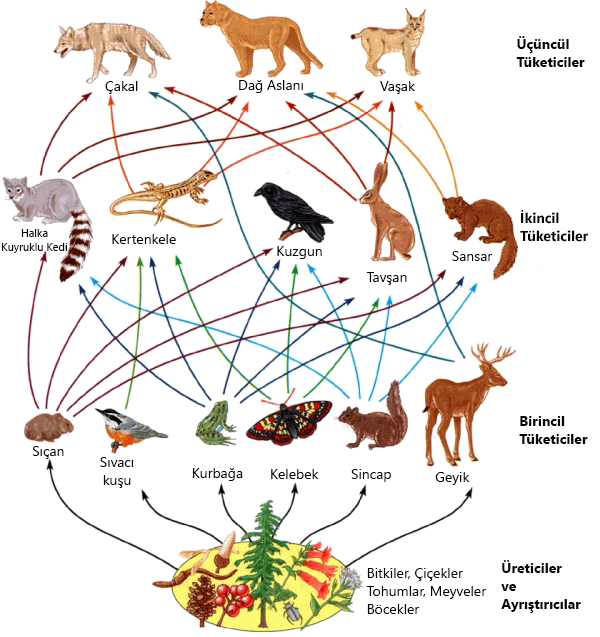 Üçüncül
Tüketiciler
Çakal
Dağ Aslanı
Vaşak
İkincil
Tüketiciler
Halka
Kuyruklu Kedi
Kertenkele
Kuzgun
Tavşan
Sansar
Birincil
Tüketiciler
Sıçan
Sıvacı
kuşu
Kurbağa
Kelebek
Sincap
Geyik
Bitkiler, Çiçekler
Tohumlar, Meyveler
Böcekler
Üreticiler
ve
Ayrıştırıcılar